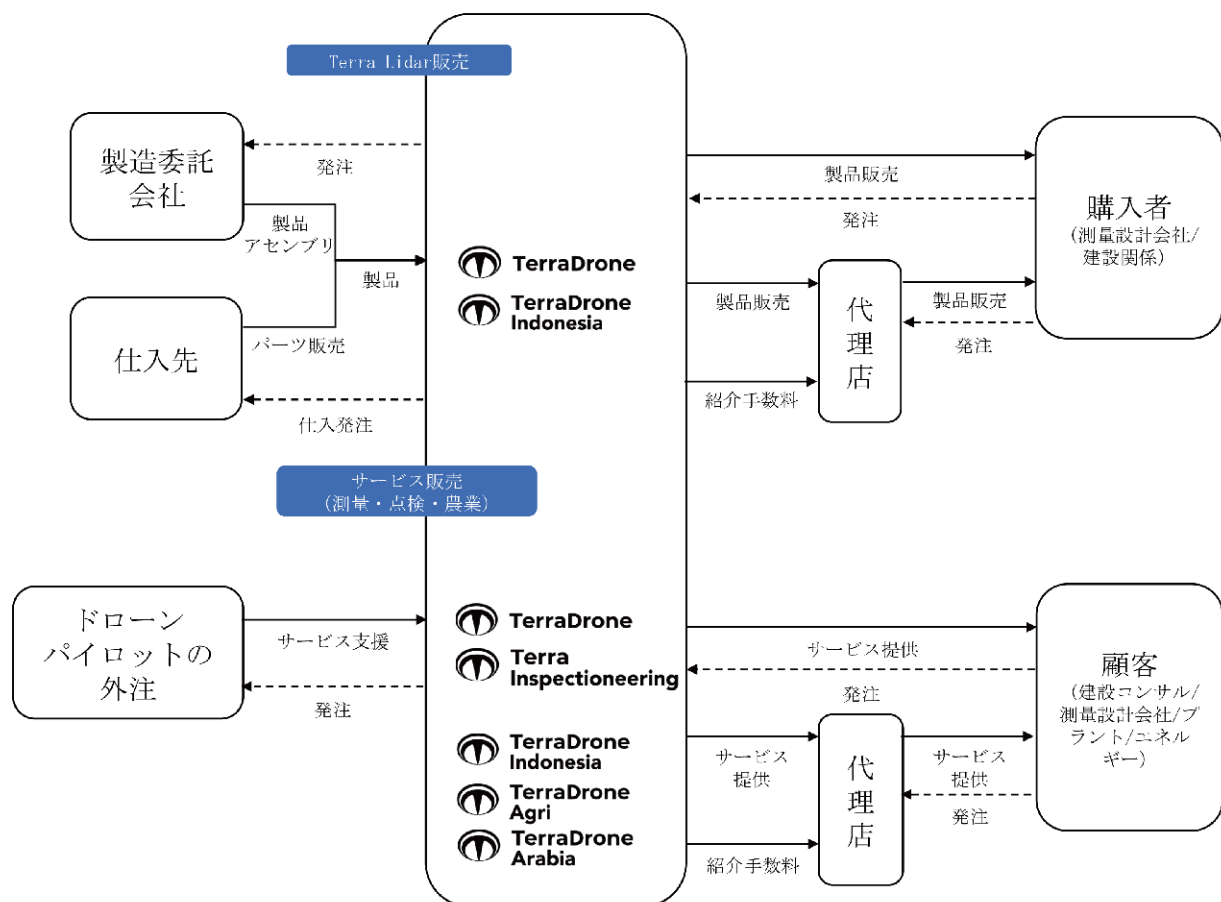 Terra Lidar販売
製造委託
会社
発注
製品
アセンブリ
製品
仕入先
パーツ販売
仕入発注
TerraDrone
TerraDrone
Indonesia
製品販売
発注
購入者
(測量設計会社/
建設関係)
製品販売
代
理
店
製品販売
発注
紹介手数料
サービス販売
(測量・点検・農業)
ドローン
パイロットの
外注
サービス支援
発注
TerraDrone
Terra
Inspectioneering
TerraDrone
Indonesia
TerraDrone
Agri
TerraDrone
Arabia
サービス提供
発注
顧客
(建設コンサル/
測量設計会社/プ
ラント/エネル
ギー)
サービス
提供
代
理
店
サービス
提供
発注
紹介手数料